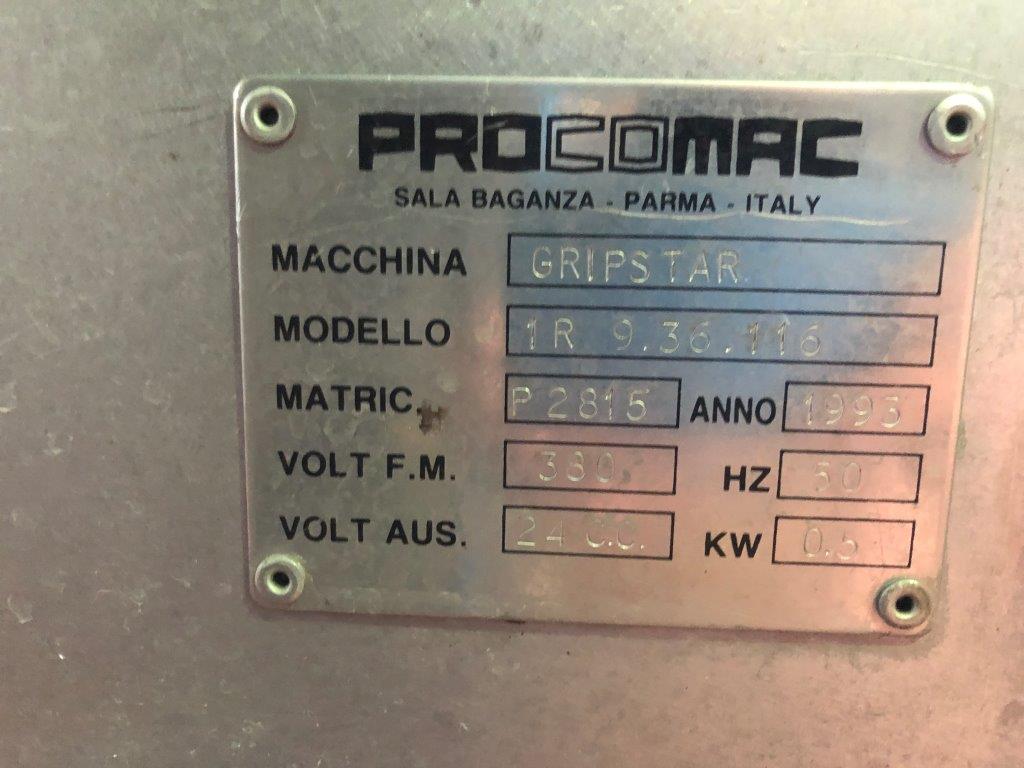 PROCOMAC
SALA BAGANZA - PARMA - ITALY
MACCHINA GRIPSTAR
MODELLO 1R 9.36.116
MATRIC. P2815 ANNO 1993
VOLT F.M. 380 HZ 50
VOLT AUS. 24 C.C. KW 0.5